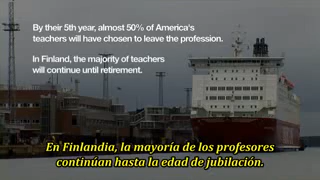 By their 5th year, almost 50% of America's
teachers will have chosen to leave the profession.
In Finland, the majority of teachers
will continue until retirement.
En Finlandia, la mayoría de los profesores
continúan hasta la edad de jubilación.